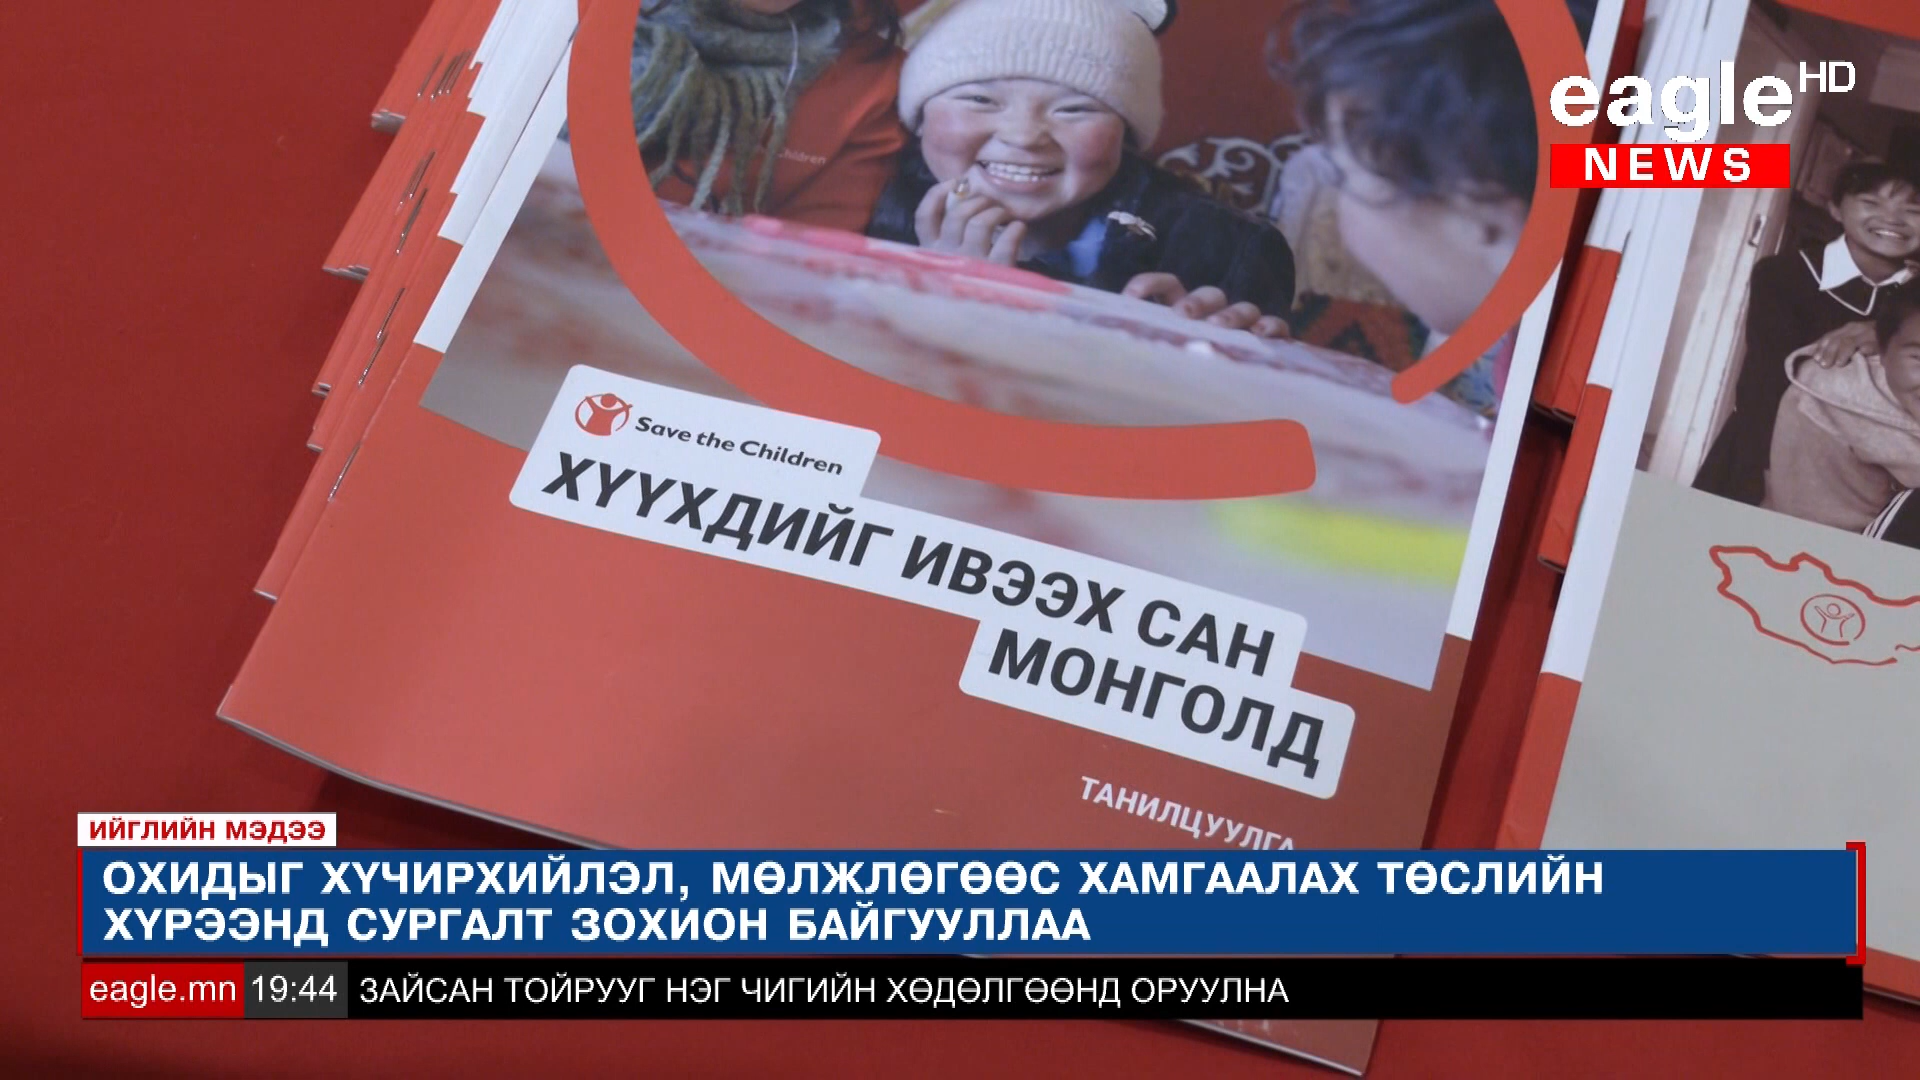 eagle HD
NEWS
Children
Save the Children
ХҮҮХДИЙГ ИВЭЭХ САН
МОНГОЛД
ТАНИЛЦУУЛГА
ИЙГЛИЙН МЭДЭЭ
ОХИДЫГ ХҮЧИРХИЙЛЭЛ, МӨЛЖЛӨГӨӨС ХАМГААЛАХ ТӨСЛИЙН
ХҮРЭЭНД СУРГАЛТ ЗОХИОН БАЙГУУЛЛАА
eagle.mn 19:44 ЗАЙСАН ТОЙРУУГ НЭГ ЧИГИЙН ХӨДӨЛГӨӨНД ОРУУЛНА